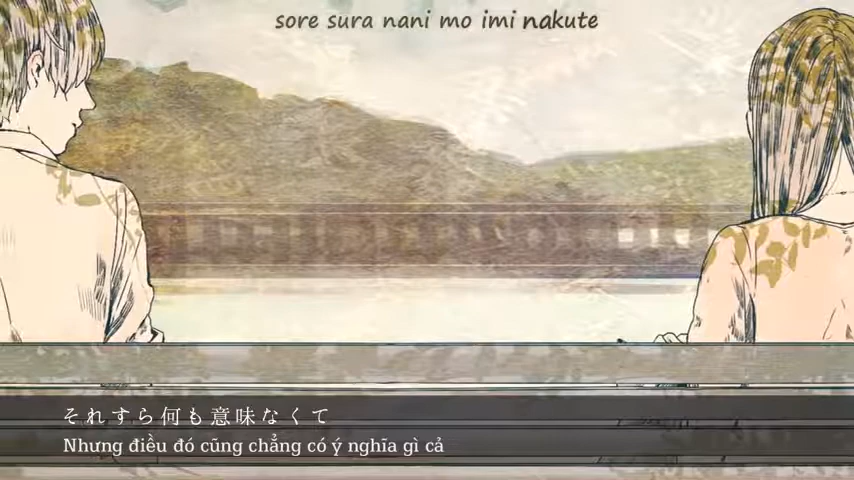 sore sura nani mo imi nakute
それすら何も意味なくて
Nhưng điều đó cũng chẳng có ý nghĩa gì cả